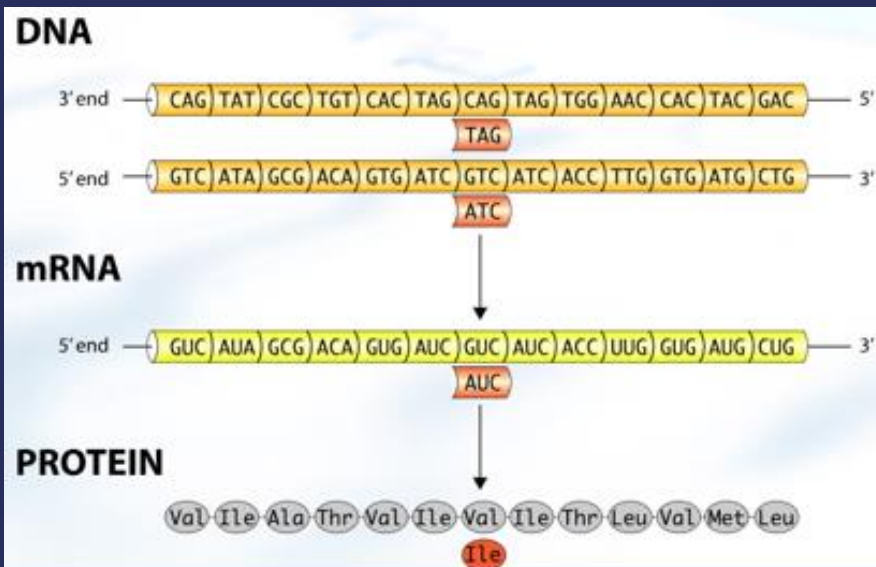 DNA
3' end CAG TAT CGC TGT CAC TAG CAG TAG TGG AAC CAC TAC GAC 5'
TAG
5' end GTC ATA GCG ACA GTG ATC GTC ATC ACC TTG GTG ATG CTG 3'
ATC
mRNA
5' end GUC AUA GCG ACA GUG AUC GUC AUC ACC UUG GUG AUG CUG 3'
AUC
PROTEIN
Val Ile Ala Thr Val Ile Val Ile Thr Leu Val Met Leu
Ile